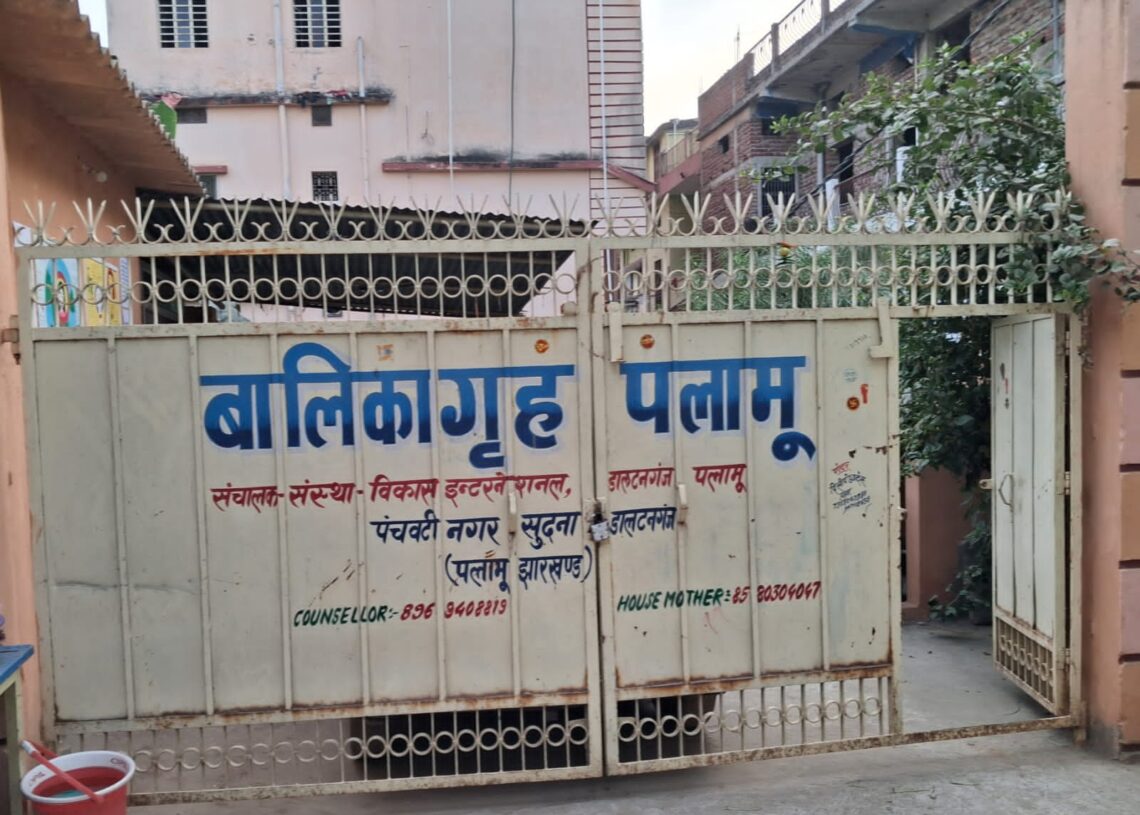 बालिकागृह पलामू
संचालक-संस्था-विकास इन्टरनेशनल, डालटनगंज पलामू
पंचवटी नगर सुदना डालटनगंज
(पलामू झारखण्ड)
COUNSELLOR:- 896 9408819
HOUSE MOTHER:- 85 80304047